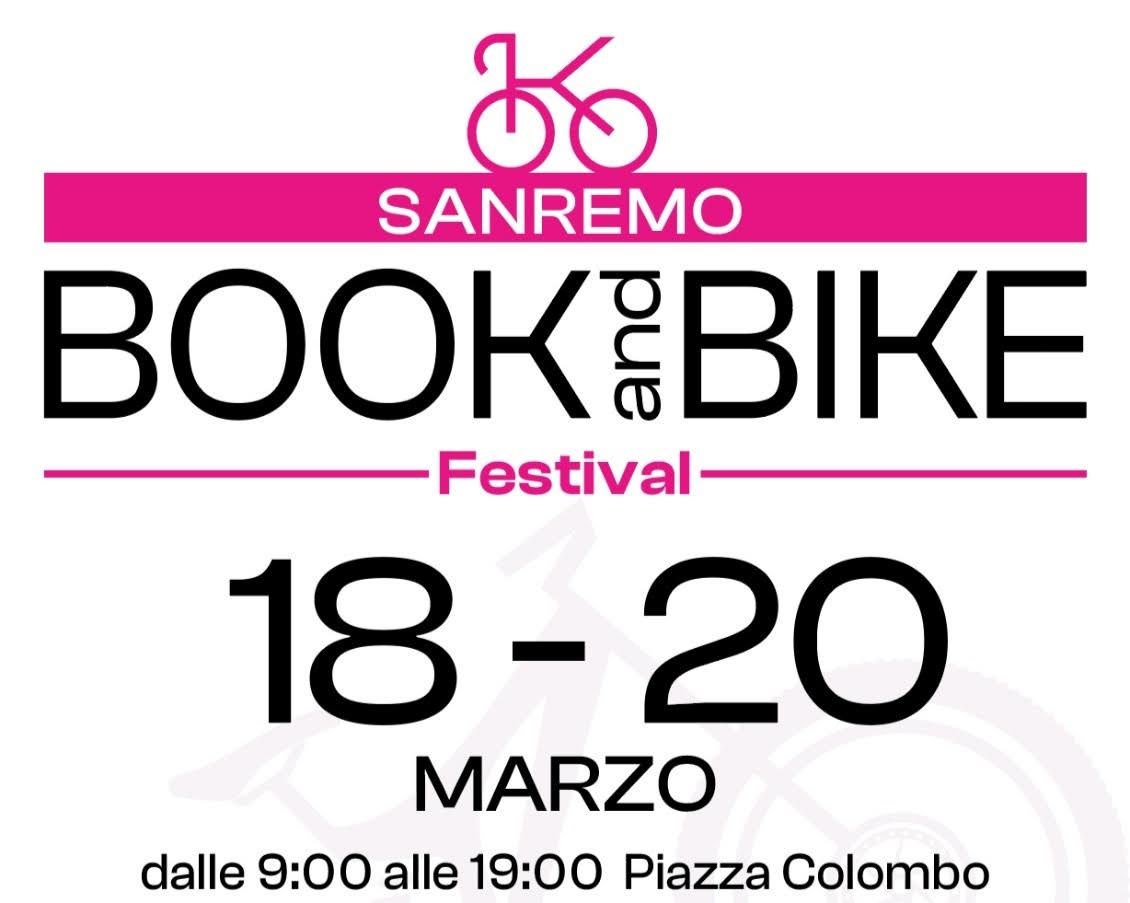 SANREMO
BOOK and BIKE
Festival
18 - 20
MARZO
dalle 9:00 alle 19:00 Piazza Colombo